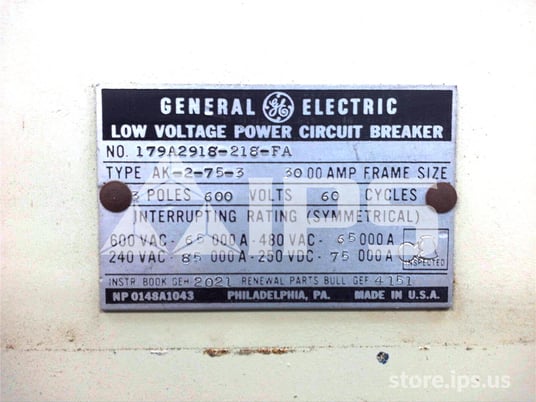 GENERAL GE ELECTRIC
LOW VOLTAGE POWER CIRCUIT BREAKER
NO. 179A2918-218-FA
TYPE AK-2-75-3 3000 AMP FRAME SIZE
3 POLES 600 VOLTS 60 CYCLES
INTERRUPTING RATING (SYMMETRICAL)
600 VAC - 65 000 A - 480 VAC - 65 000 A
240 VAC - 85 000 A - 250 VDC - 75 000 A
INSPECTED
INSTR. BOOK GEH 2021 RENEWAL PARTS BULL. GEF 4151
NP 0148A1043 PHILADELPHIA, PA. MADE IN U.S.A.
IPS
store.ips.us